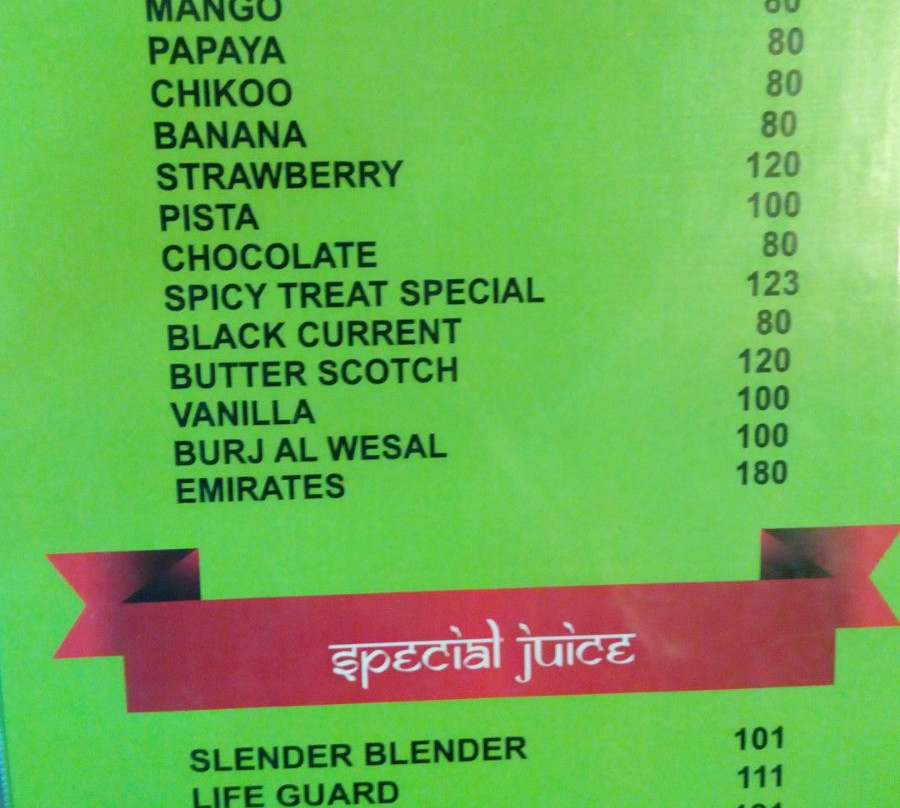 MANGO 80
PAPAYA 80
CHIKOO 80
BANANA 80
STRAWBERRY 120
PISTA 100
CHOCOLATE 80
SPICY TREAT SPECIAL 123
BLACK CURRENT 80
BUTTER SCOTCH 120
VANILLA 100
BURJ AL WESAL 100
EMIRATES 180
special juice
SLENDER BLENDER 101
LIFE GUARD 111